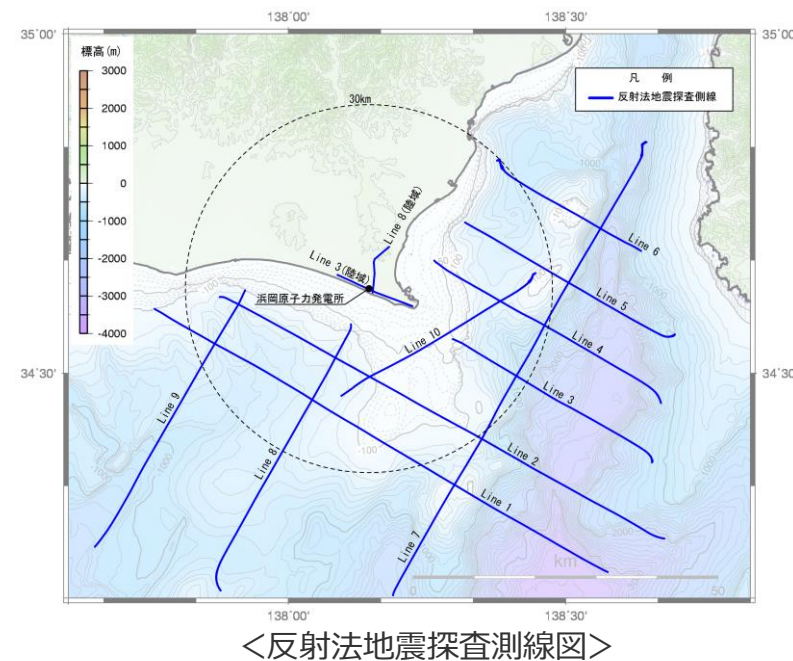 138°00' 138°30'
35°00' 35°00'
標高(m)
3000
2000
1000
0
-1000
-2000
-3000
-4000
凡 例
反射法地震探査側線
30km
1000
Line 8(陸域)
Line 3(陸域)
浜岡原子力発電所
Line 6
Line 5
Line 4
Line 10
Line 3
34°30' 34°30'
Line 9
Line 8
-100
Line 2
Line 1
Line 7
2000
km
0 50
138°00' 138°30'
<反射法地震探査測線図>